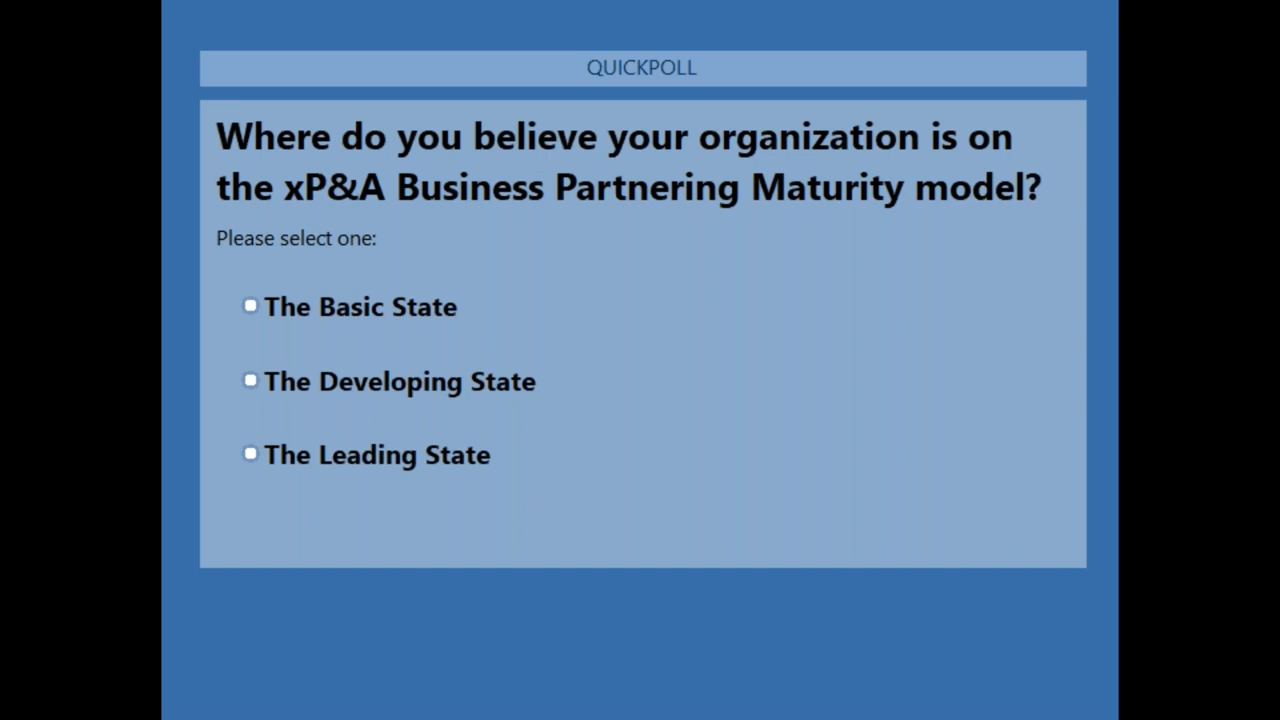 QUICKPOLL
Where do you believe your organization is on
the xP&A Business Partnering Maturity model?
Please select one:
The Basic State
The Developing State
The Leading State